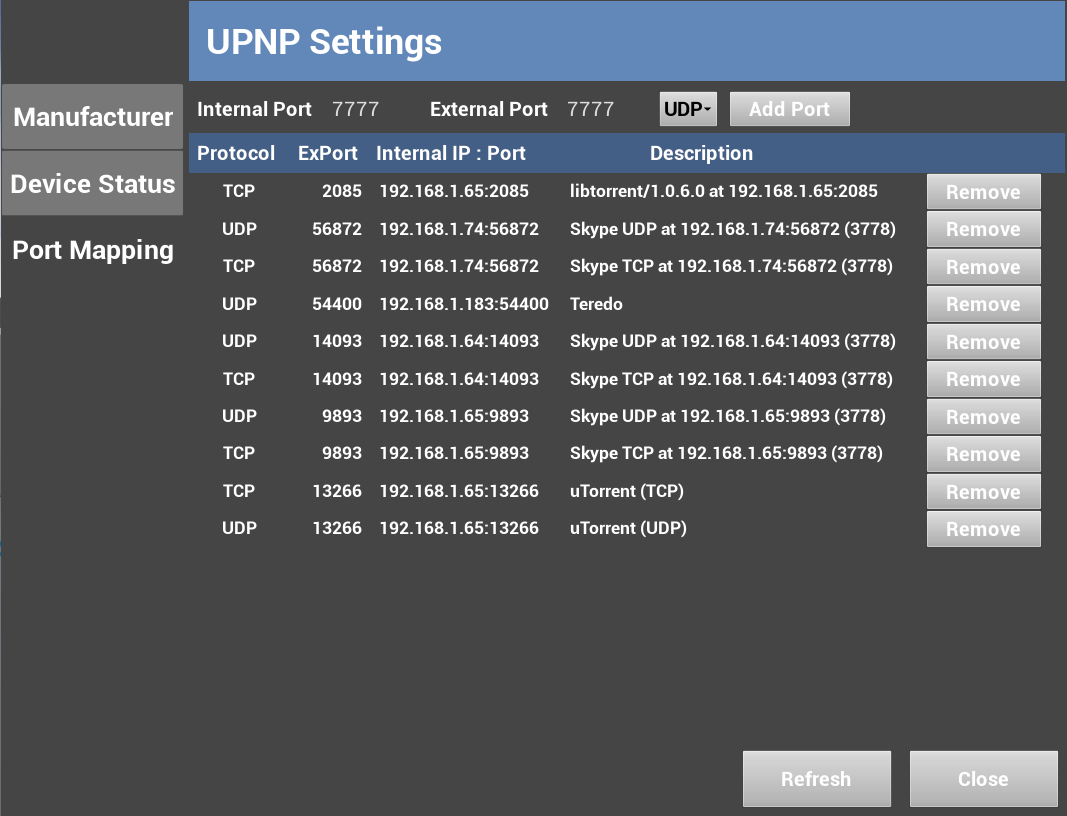 UPNP Settings
Manufacturer
Device Status
Port Mapping
Internal Port 7777 External Port 7777 UDP Add Port
Protocol ExPort Internal IP : Port Description
TCP 2085 192.168.1.65:2085 libtorrent/1.0.6.0 at 192.168.1.65:2085 Remove
UDP 56872 192.168.1.74:56872 Skype UDP at 192.168.1.74:56872 (3778) Remove
TCP 56872 192.168.1.74:56872 Skype TCP at 192.168.1.74:56872 (3778) Remove
UDP 54400 192.168.1.183:54400 Teredo Remove
UDP 14093 192.168.1.64:14093 Skype UDP at 192.168.1.64:14093 (3778) Remove
TCP 14093 192.168.1.64:14093 Skype TCP at 192.168.1.64:14093 (3778) Remove
UDP 9893 192.168.1.65:9893 Skype UDP at 192.168.1.65:9893 (3778) Remove
TCP 9893 192.168.1.65:9893 Skype TCP at 192.168.1.65:9893 (3778) Remove
TCP 13266 192.168.1.65:13266 uTorrent (TCP) Remove
UDP 13266 192.168.1.65:13266 uTorrent (UDP) Remove
Refresh Close